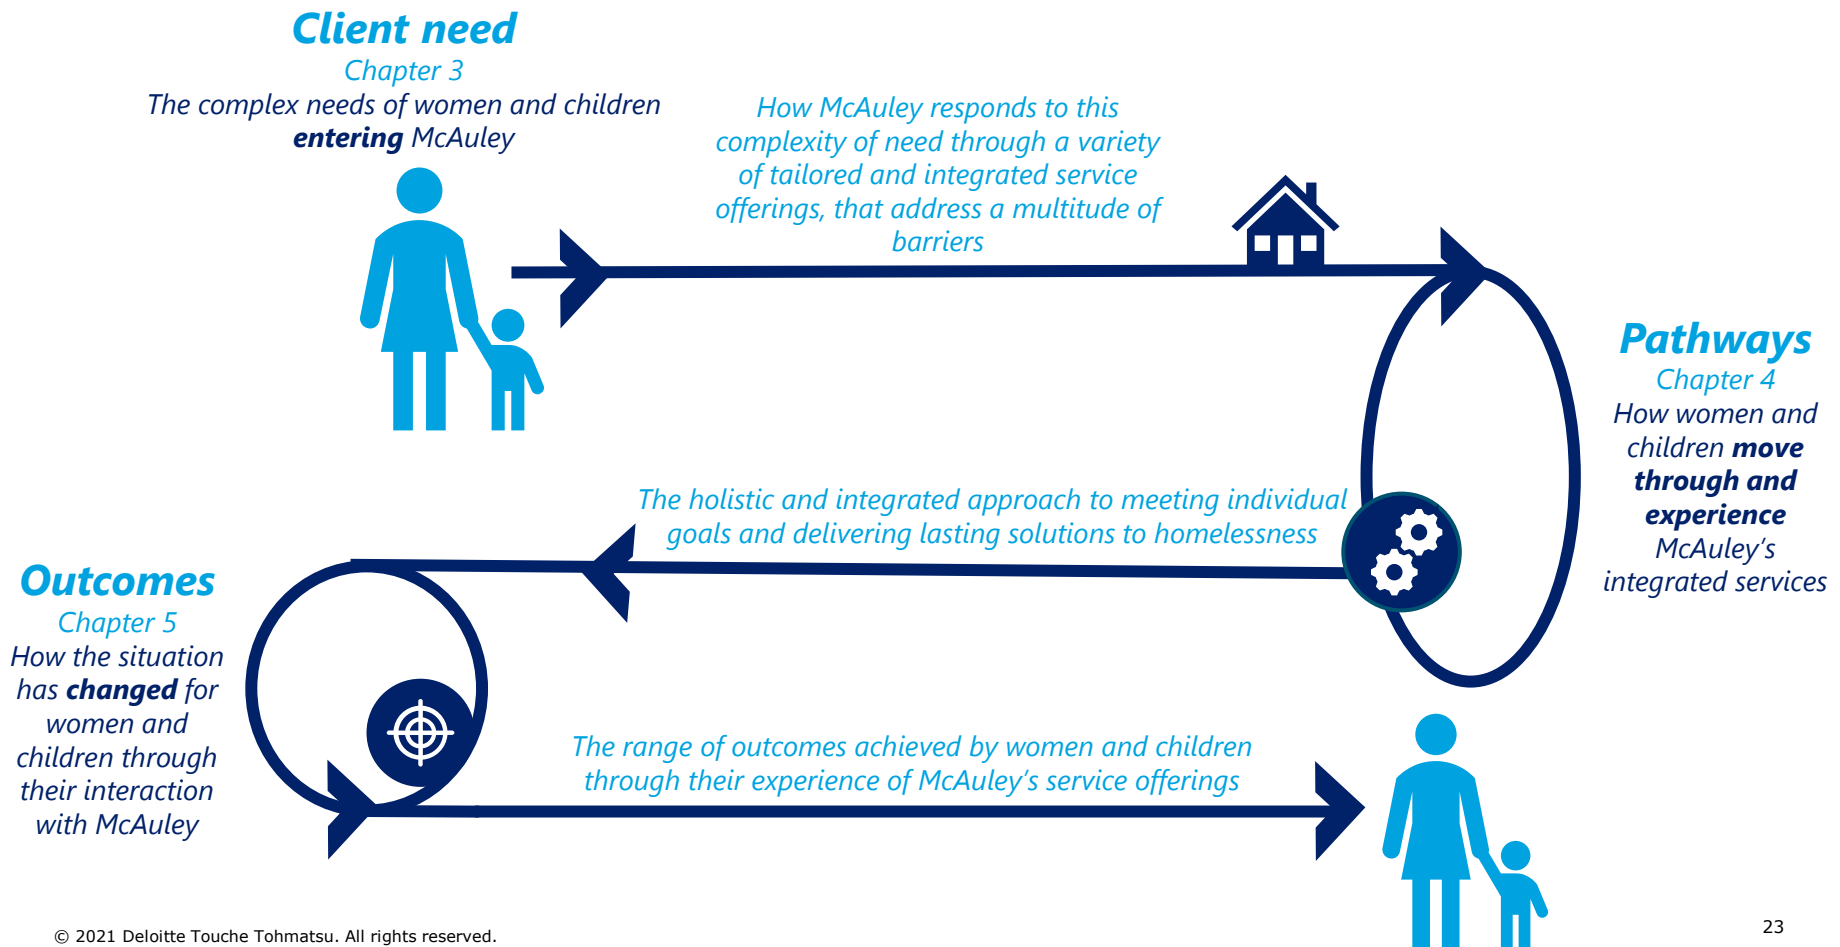 Client need
Chapter 3
The complex needs of women and children
entering McAuley
How McAuley responds to this
complexity of need through a variety
of tailored and integrated service
offerings, that address a multitude of
barriers
Pathways
Chapter 4
How women and
children move
through and
experience
McAuley’s
integrated services
The holistic and integrated approach to meeting individual
goals and delivering lasting solutions to homelessness
Outcomes
Chapter 5
How the situation
has changed for
women and
children through
their interaction
with McAuley
The range of outcomes achieved by women and children
through their experience of McAuley’s service offerings
© 2021 Deloitte Touche Tohmatsu. All rights reserved.
23